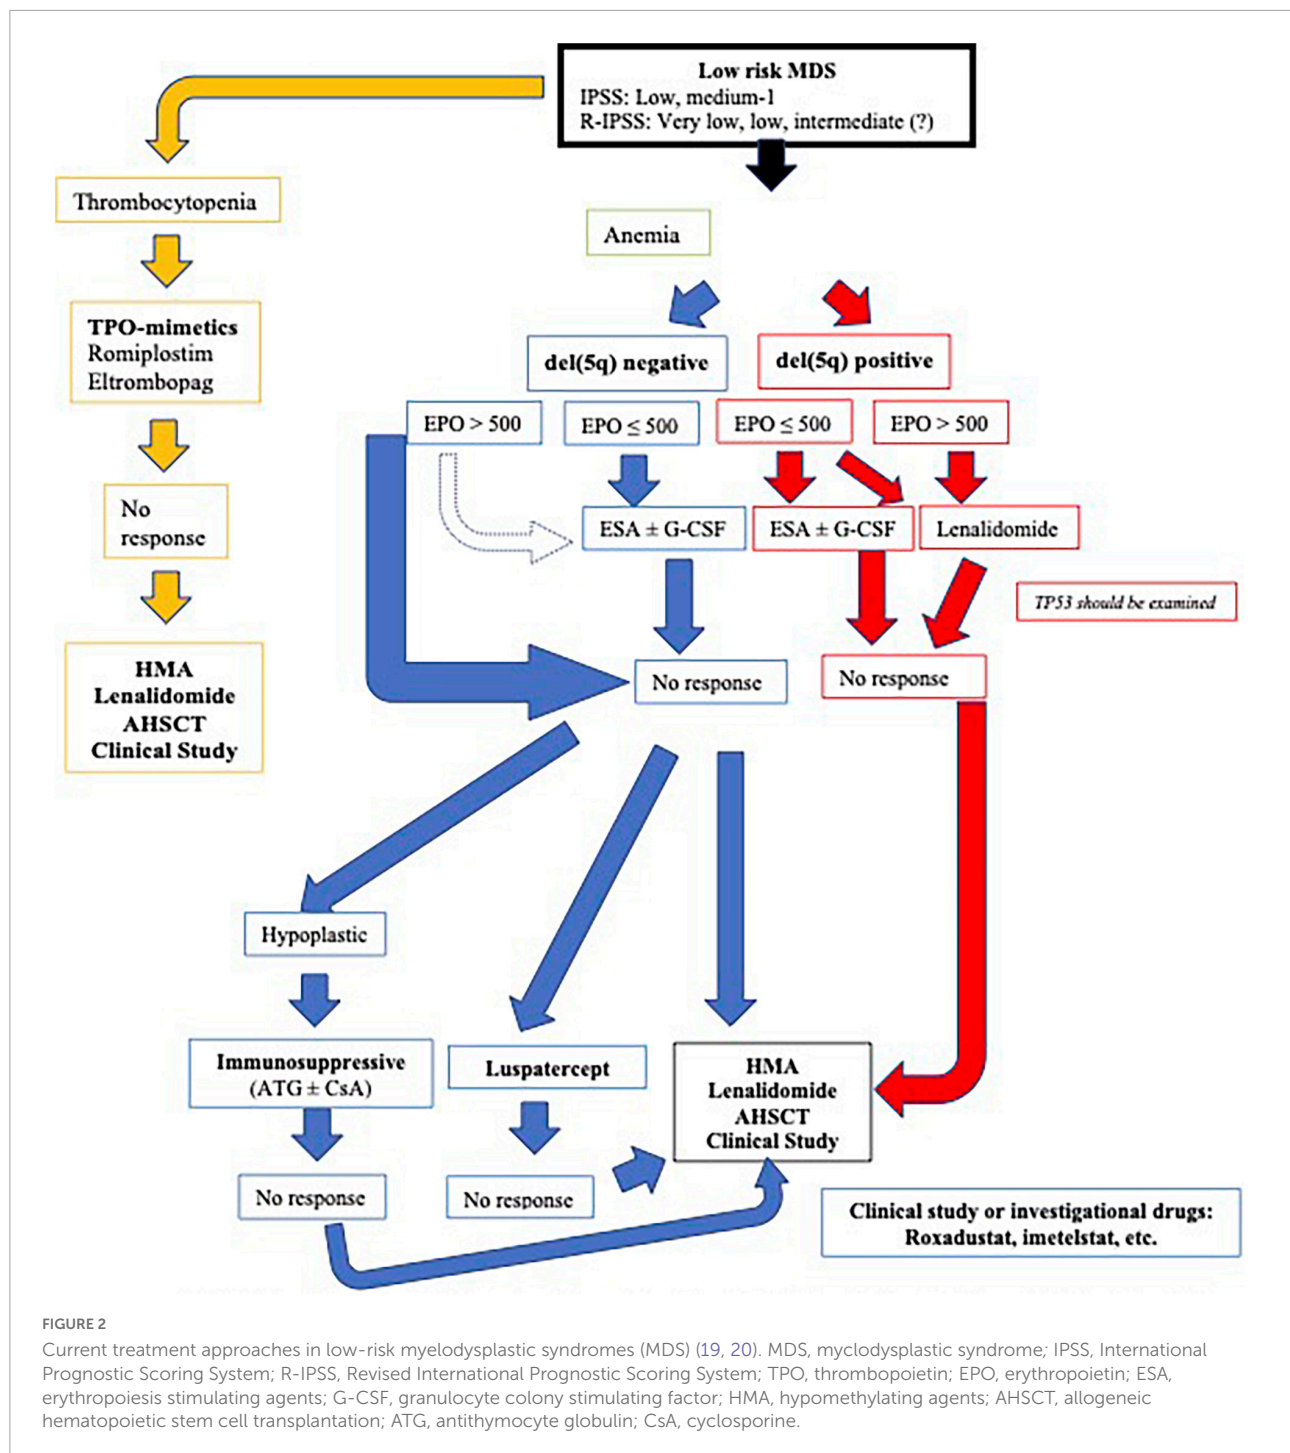 Low risk MDS
IPSS: Low, medium-1
R-IPSS: Very low, low, intermediate (?)
Thrombocytopenia
Anemia
TPO-mimetics
Romiplostim
Eltrombopag
del(5q) negative
del(5q) positive
EPO > 500
EPO ≤ 500
EPO ≤ 500
EPO > 500
No
response
ESA ± G-CSF
ESA ± G-CSF
Lenalidomide
TP53 should be examined
HMA
Lenalidomide
AHSCT
Clinical Study
No response
No response
Hypoplastic
Immunosuppressive
(ATG ± CsA)
Luspatercept
HMA
Lenalidomide
AHSCT
Clinical Study
No response
No response
Clinical study or investigational drugs:
Roxadustat, imetelstat, etc.
FIGURE 2
Current treatment approaches in low-risk myelodysplastic syndromes (MDS) (19, 20). MDS, myclodysplastic syndrome; IPSS, International
Prognostic Scoring System; R-IPSS, Revised International Prognostic Scoring System; TPO, thrombopoietin; EPO, erythropoietin; ESA,
erythropoiesis stimulating agents; G-CSF, granulocyte colony stimulating factor; HMA, hypomethylating agents; AHSCT, allogeneic
hematopoietic stem cell transplantation; ATG, antithymocyte globulin; CsA, cyclosporine.